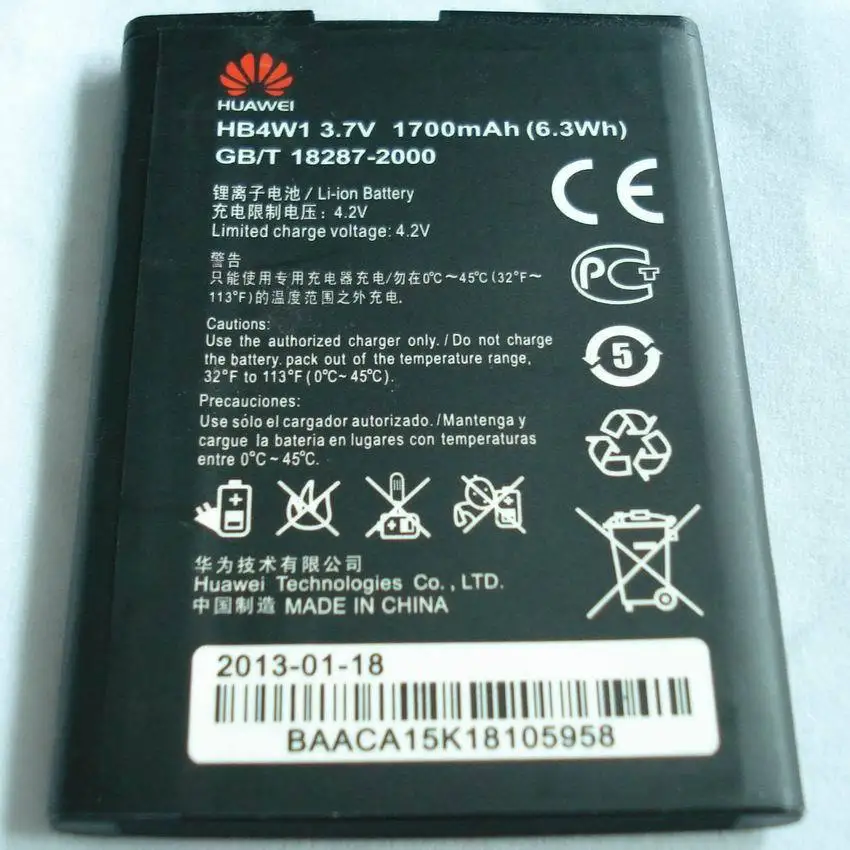 HUAWEI
HB4W1 3.7V 1700mAh (6.3Wh)
GB/T 18287-2000
锂离子电池 / Li-ion Battery
充电限制电压: 4.2V
Limited charge voltage: 4.2V
CE
警告
只能使用专用充电器充电/勿在0℃～45℃(32°F～
113°F)的温度范围之外充电.
PCT
Cautions:
Use the authorized charger only. / Do not charge
the battery. pack out of the temperature range,
32°F to 113°F (0℃~ 45℃).
5
Precauciones:
Use sólo el cargador autorizado. /Mantenga y
cargue la bateria en lugares con temperaturas
entre 0℃~ 45℃.
华为技术有限公司
Huawei Technologies Co., LTD.
中国制造 MADE IN CHINA
2013-01-18
BAACA15K18105958